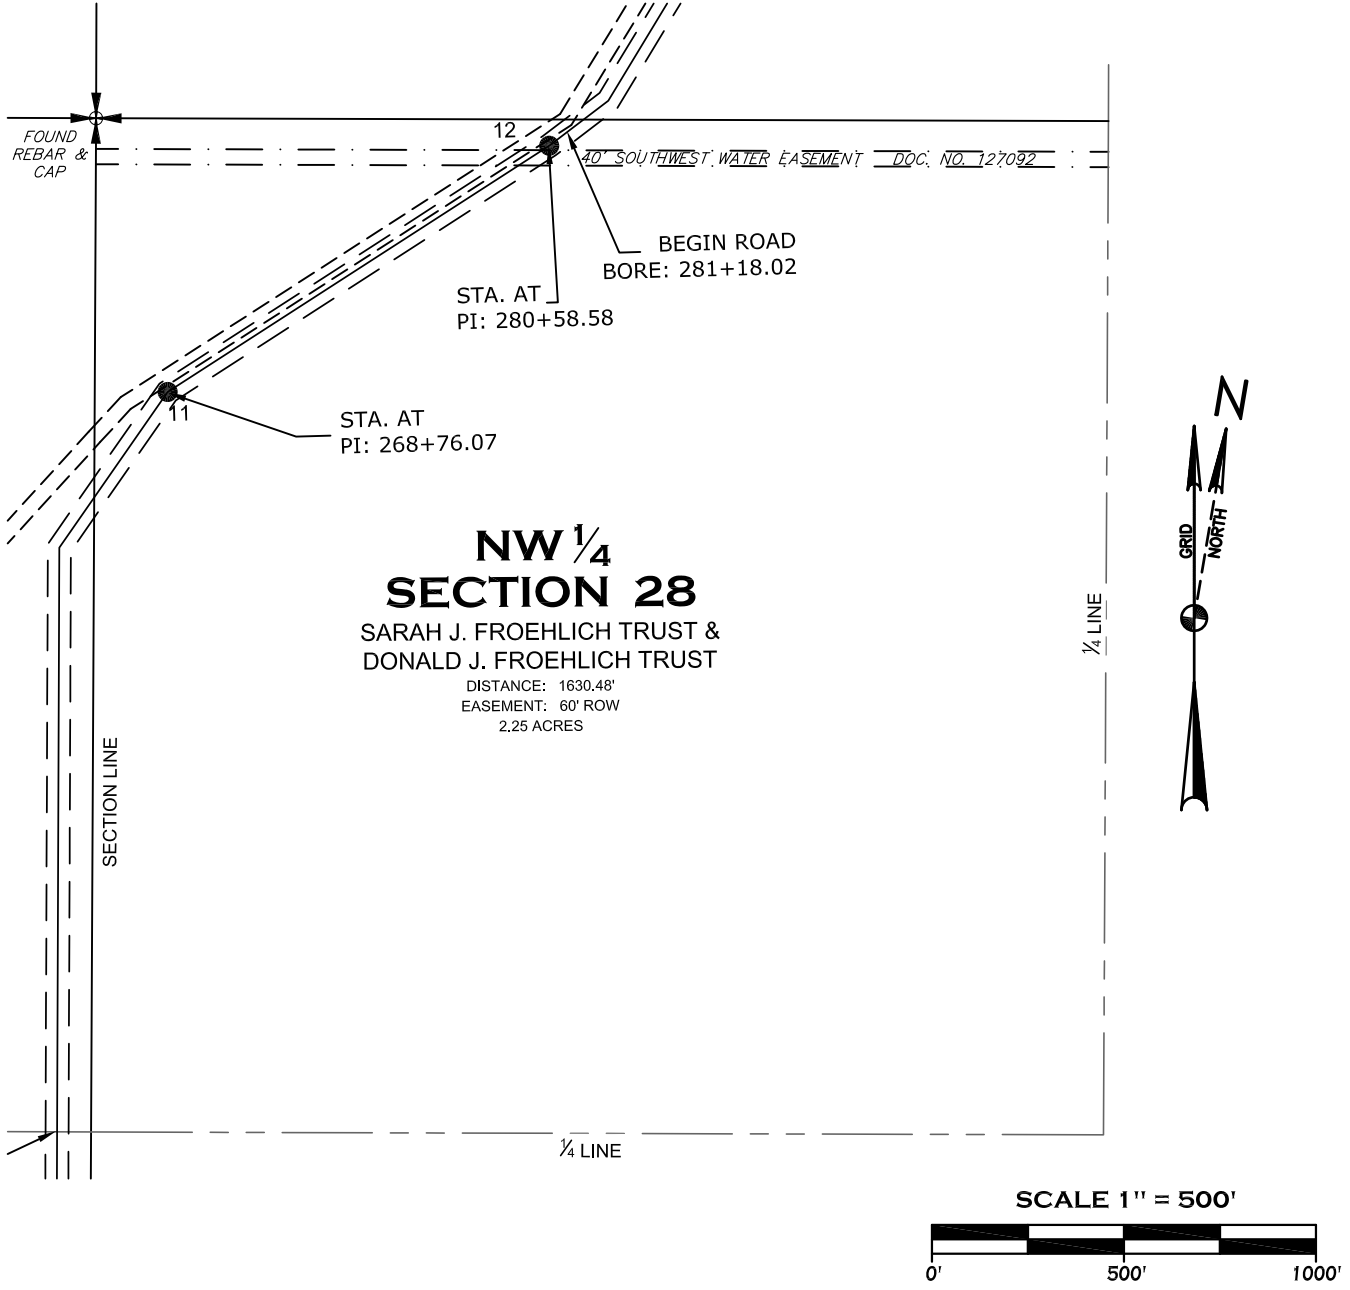 12
FOUND
REBAR &
CAP
40' SOUTHWEST WATER EASEMENT DOC. NO. 127092
BEGIN ROAD
BORE: 281+18.02
STA. AT
PI: 280+58.58
11
STA. AT
PI: 268+76.07
N
GRID
NORTH
NW 1/4
SECTION 28
SARAH J. FROEHLICH TRUST &
DONALD J. FROEHLICH TRUST
DISTANCE: 1630.48'
EASEMENT: 60' ROW
2.25 ACRES
1/4 LINE
SECTION LINE
1/4 LINE
SCALE 1" = 500'
0' 500' 1000'